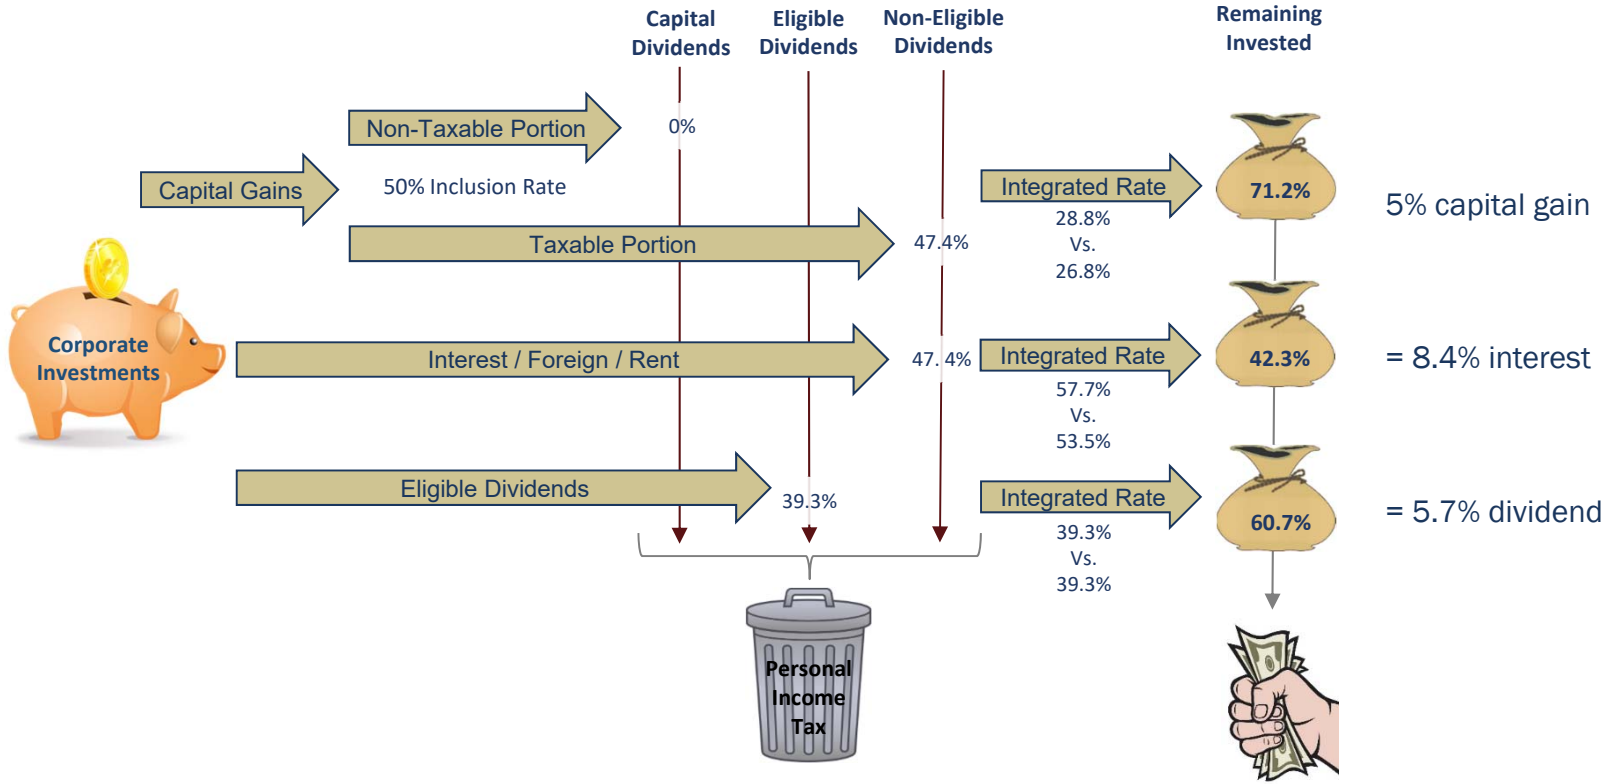 Capital
Dividends
Eligible
Dividends
Non-Eligible
Dividends
Remaining
Invested
Non-Taxable Portion
0%
Capital Gains
50% Inclusion Rate
Taxable Portion
47.4%
Integrated Rate
28.8%
Vs.
26.8%
71.2%
5% capital gain
Corporate
Investments
Interest / Foreign / Rent
47.4%
Integrated Rate
57.7%
Vs.
53.5%
42.3%
= 8.4% interest
Eligible Dividends
39.3%
Integrated Rate
39.3%
Vs.
39.3%
60.7%
= 5.7% dividend
Personal
Income
Tax